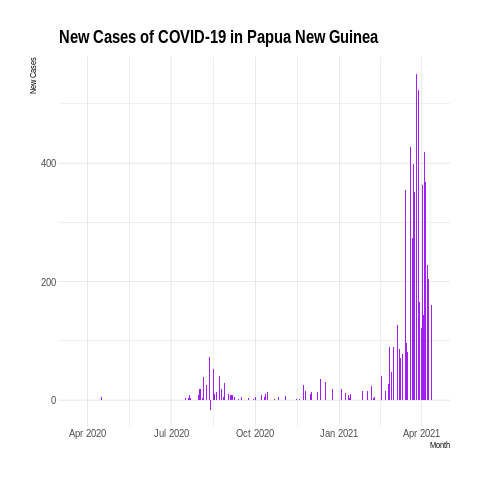 New Cases of COVID-19 in Papua New Guinea
New Cases
400
200
0
Apr 2020 Jul 2020 Oct 2020 Jan 2021 Apr 2021
Month